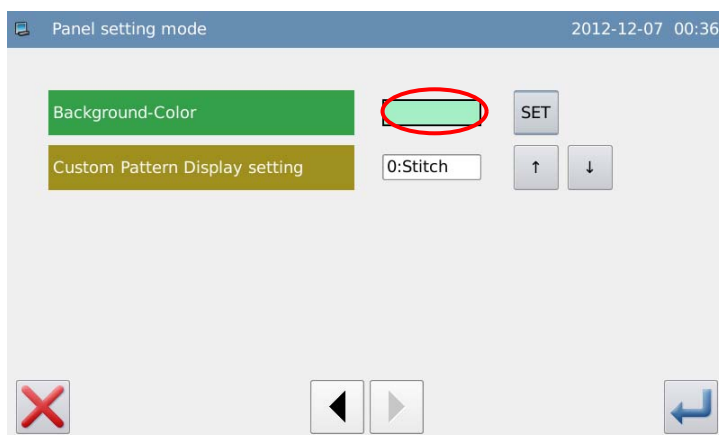 Panel setting mode 2012-12-07 00:36
Background-Color SET
Custom Pattern Display setting 0:Stitch ↑ ↓